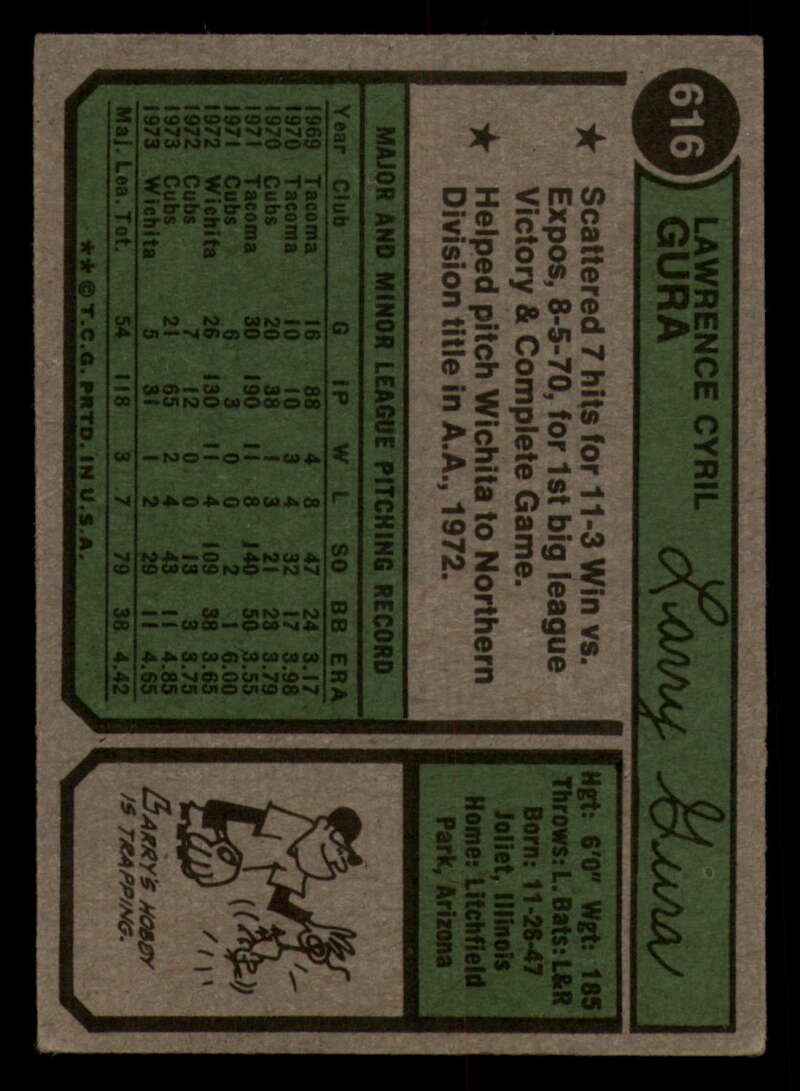 616
LAWRENCE CYRIL
GURA
Larry Gura
★ Scattered 7 hits for 11-3 Win vs.
Expos, 8-5-70, for 1st big league
Victory & Complete Game.
★ Helped pitch Wichita to Northern
Division title in A.A., 1972.
MAJOR AND MINOR LEAGUE PITCHING RECORD
Year Club G IP W L SO BB ERA
1969 Tacoma 16 88 4 8 47 24 3.17
1970 Tacoma 10 10 3 4 32 17 3.98
1970 Cubs 20 38 1 3 21 23 3.79
1971 Tacoma 30 190 11 8 140 50 3.55
1971 Cubs 6 3 0 0 2 1 6.00
1972 Wichita 26 130 11 4 109 38 3.65
1972 Cubs 7 12 0 0 13 3 3.75
1973 Cubs 21 65 2 4 43 11 4.85
1973 Wichita 5 31 1 2 29 11 4.65
Maj. Lea. Tot. 54 118 3 7 79 38 4.42
**© T.C.G. PRTD. IN U.S.A.
Hgt: 6'0" Wgt: 185
Throws: L. Bats: L&R
Born: 11-26-47
Joliet, Illinois
Home: Litchfield
Park, Arizona
LARRY'S HOBBY
IS TRAPPING.